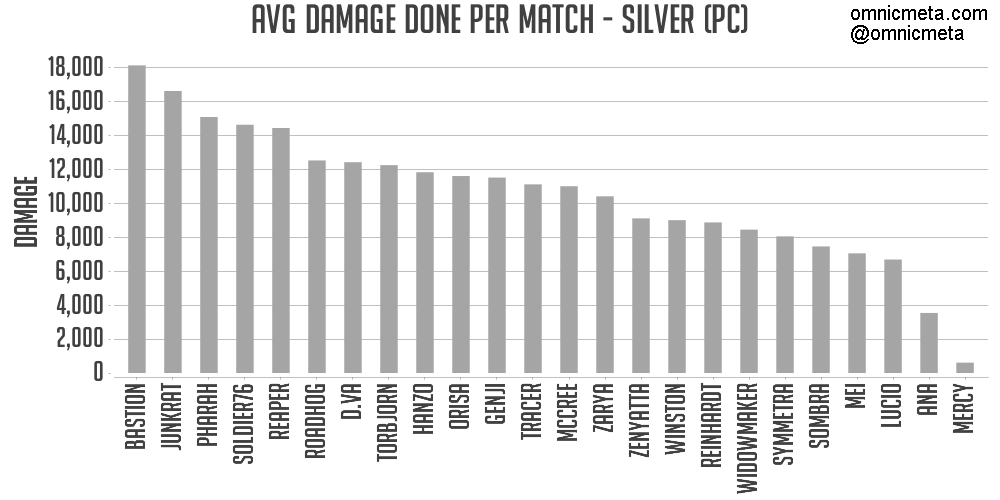 AVG DAMAGE DONE PER MATCH - SILVER (PC)
omnicmeta.com
@omnicmeta
DAMAGE
18,000
16,000
14,000
12,000
10,000
8,000
6,000
4,000
2,000
0
BASTION
JUNKRAT
PHARAH
SOLDIER76
REAPER
ROADHOG
D.VA
TORBJORN
HANZO
ORISA
GENJI
TRACER
MCCREE
ZARYA
ZENYATTA
WINSTON
REINHARDT
WIDOWMAKER
SYMMETRA
SOMBRA
MEI
LUCIO
ANA
MERCY